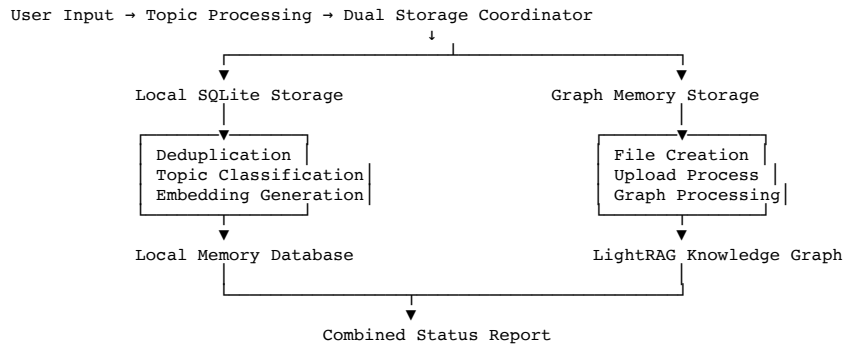 User Input → Topic Processing → Dual Storage Coordinator
Local SQLite Storage
Graph Memory Storage
Deduplication
Topic Classification
Embedding Generation
File Creation
Upload Process
Graph Processing
Local Memory Database
LightRAG Knowledge Graph
Combined Status Report